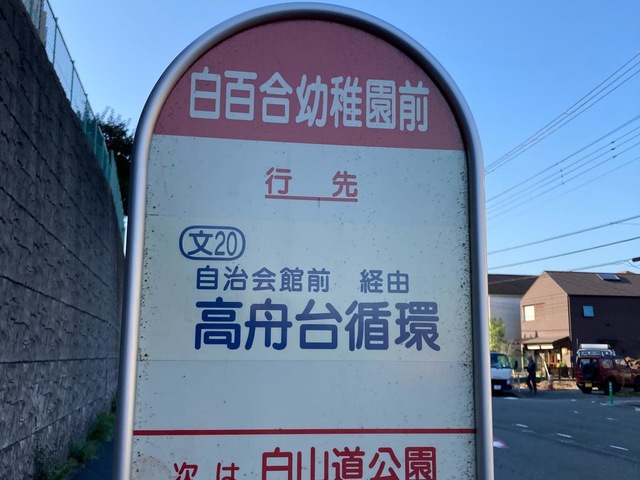 白百合幼稚園前
行先
文20
自治会館前 経由
高舟台循環
次は 白山道公園